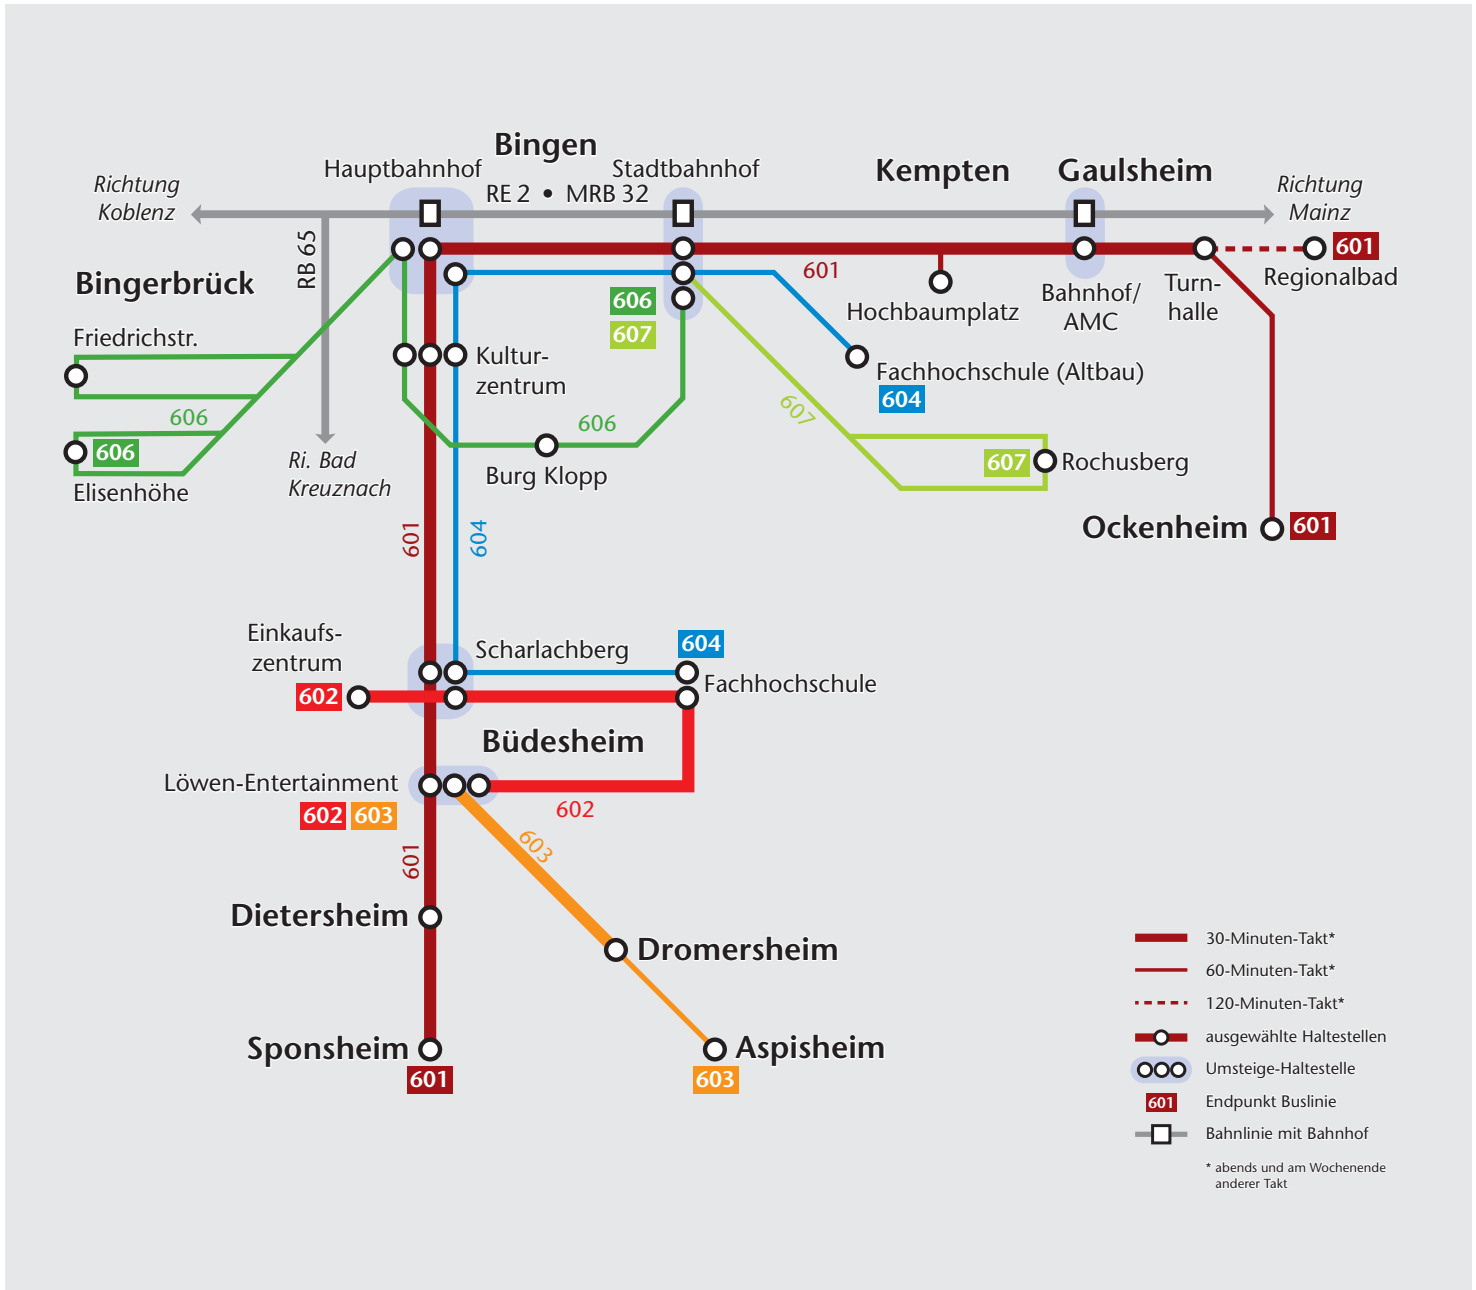 Bingen
Hauptbahnhof
Stadtbahnhof
RE 2 • MRB 32
Kempten
Gaulsheim
Richtung
Koblenz
Richtung
Mainz
RB 65
601
Regionalbad
Bingerbrück
601
Hochbaumplatz
Bahnhof/
AMC
Turn-
halle
606
607
Friedrichstr.
Kultur-
zentrum
Fachhochschule (Altbau)
604
606
606
607
606
Elisenhöhe
Ri. Bad
Kreuznach
Burg Klopp
607
Rochusberg
Ockenheim
601
601
604
Einkaufs-
zentrum
602
Scharlachberg
604
Fachhochschule
Büdesheim
Löwen-Entertainment
602
603
602
603
601
Dietersheim
Dromersheim
Sponsheim
601
Aspisheim
603
30-Minuten-Takt*
60-Minuten-Takt*
120-Minuten-Takt*
ausgewählte Haltestellen
Umsteige-Haltestelle
601
Endpunkt Buslinie
Bahnlinie mit Bahnhof
* abends und am Wochenende
anderer Takt